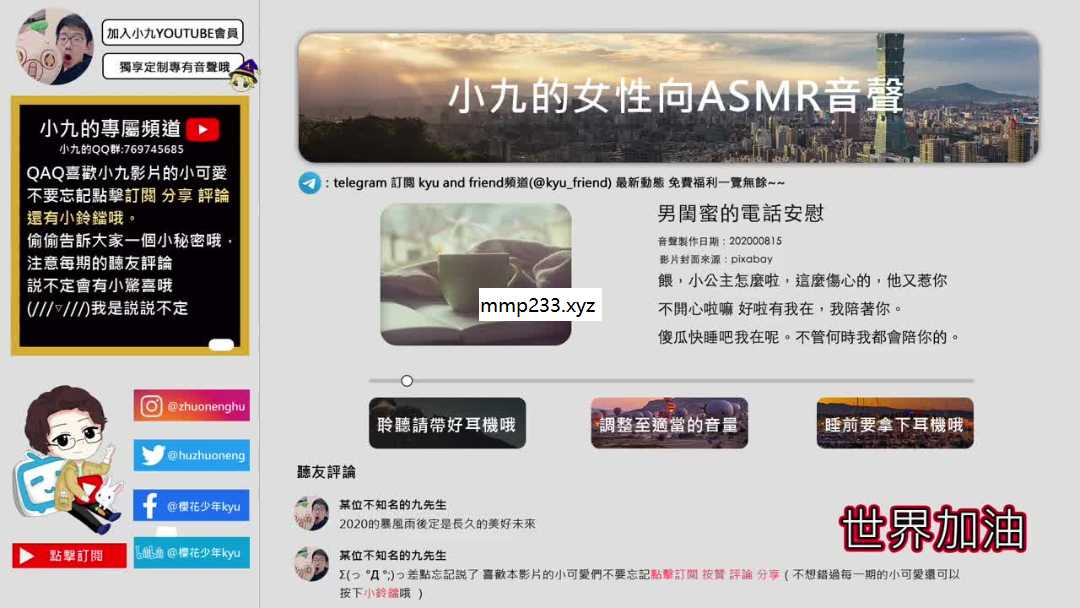 加入小九YOUTUBE會員
獨享定制專有音聲哦
小九的專屬頻道
小九的QQ群:769745685
QAQ喜歡小九影片的小可愛
不要忘記點擊訂閱 分享 評論
還有小鈴鐺哦。
偷偷告訴大家一個小秘密哦，
注意每期的聽友評論
説不定會有小驚喜哦
(///▿///)我是説説不定
@zhuonenghu
@huzhuoneng
@櫻花少年kyu
點擊訂閱
@櫻花少年kyu
小九的女性向ASMR音聲
：telegram 訂閱 kyu and friend頻道(@kyu_friend) 最新動態 免費福利一覽無餘~~
男閨蜜的電話安慰
音聲製作日期：202000815
影片封面來源：pixabay
餵，小公主怎麼啦，這麼傷心的，他又惹你
不開心啦嘛 好啦有我在，我陪著你。
傻瓜快睡吧我在呢。不管何時我都會陪你的。
mmp233.xyz
聆聽請帶好耳機哦
調整至適當的音量
睡前要拿下耳機哦
聽友評論
某位不知名的九先生
2020的暴風雨後定是長久的美好未來
某位不知名的九先生
Σ(っ °Д °;)っ差點忘記説了 喜歡本影片的小可愛們不要忘記點擊訂閱 按贊 評論 分享 ( 不想錯過每一期的小可愛還可以
按下小鈴鐺哦 )
世界加油